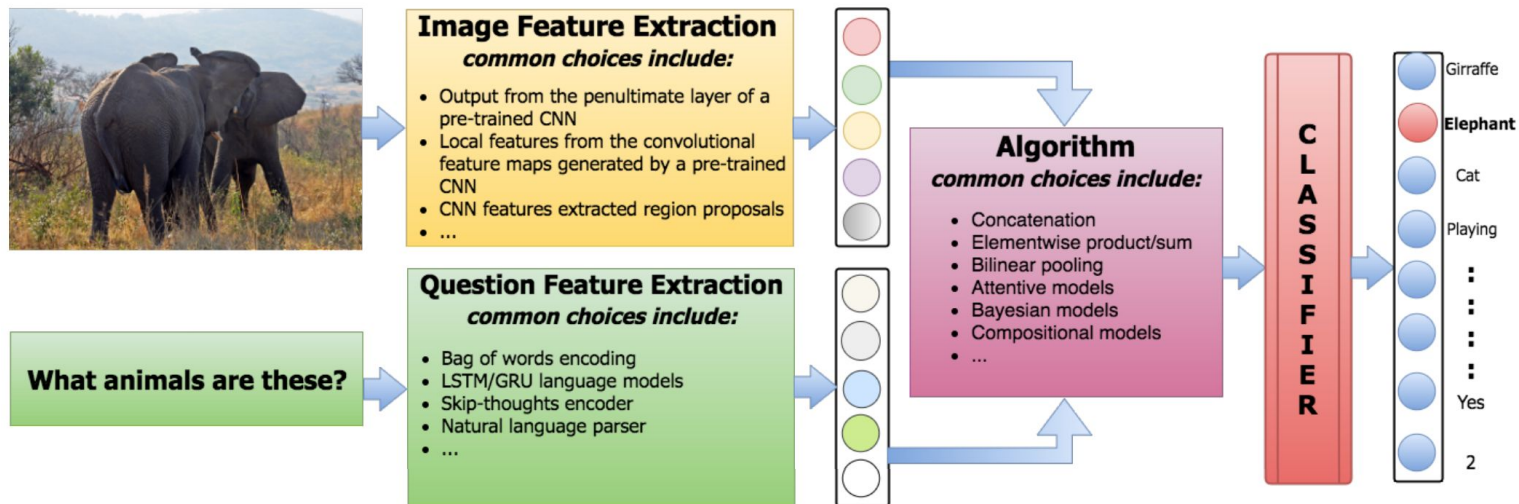 Image Feature Extraction
common choices include:
• Output from the penultimate layer of a
pre-trained CNN
• Local features from the convolutional
feature maps generated by a pre-trained
CNN
• CNN features extracted region proposals
• ...
What animals are these?
Question Feature Extraction
common choices include:
• Bag of words encoding
• LSTM/GRU language models
• Skip-thoughts encoder
• Natural language parser
• ...
Algorithm
common choices include:
• Concatenation
• Elementwise product/sum
• Bilinear pooling
• Attentive models
• Bayesian models
• Compositional models
• ...
CLASSIFIER
Girraffe
Elephant
Cat
Playing
Yes
2